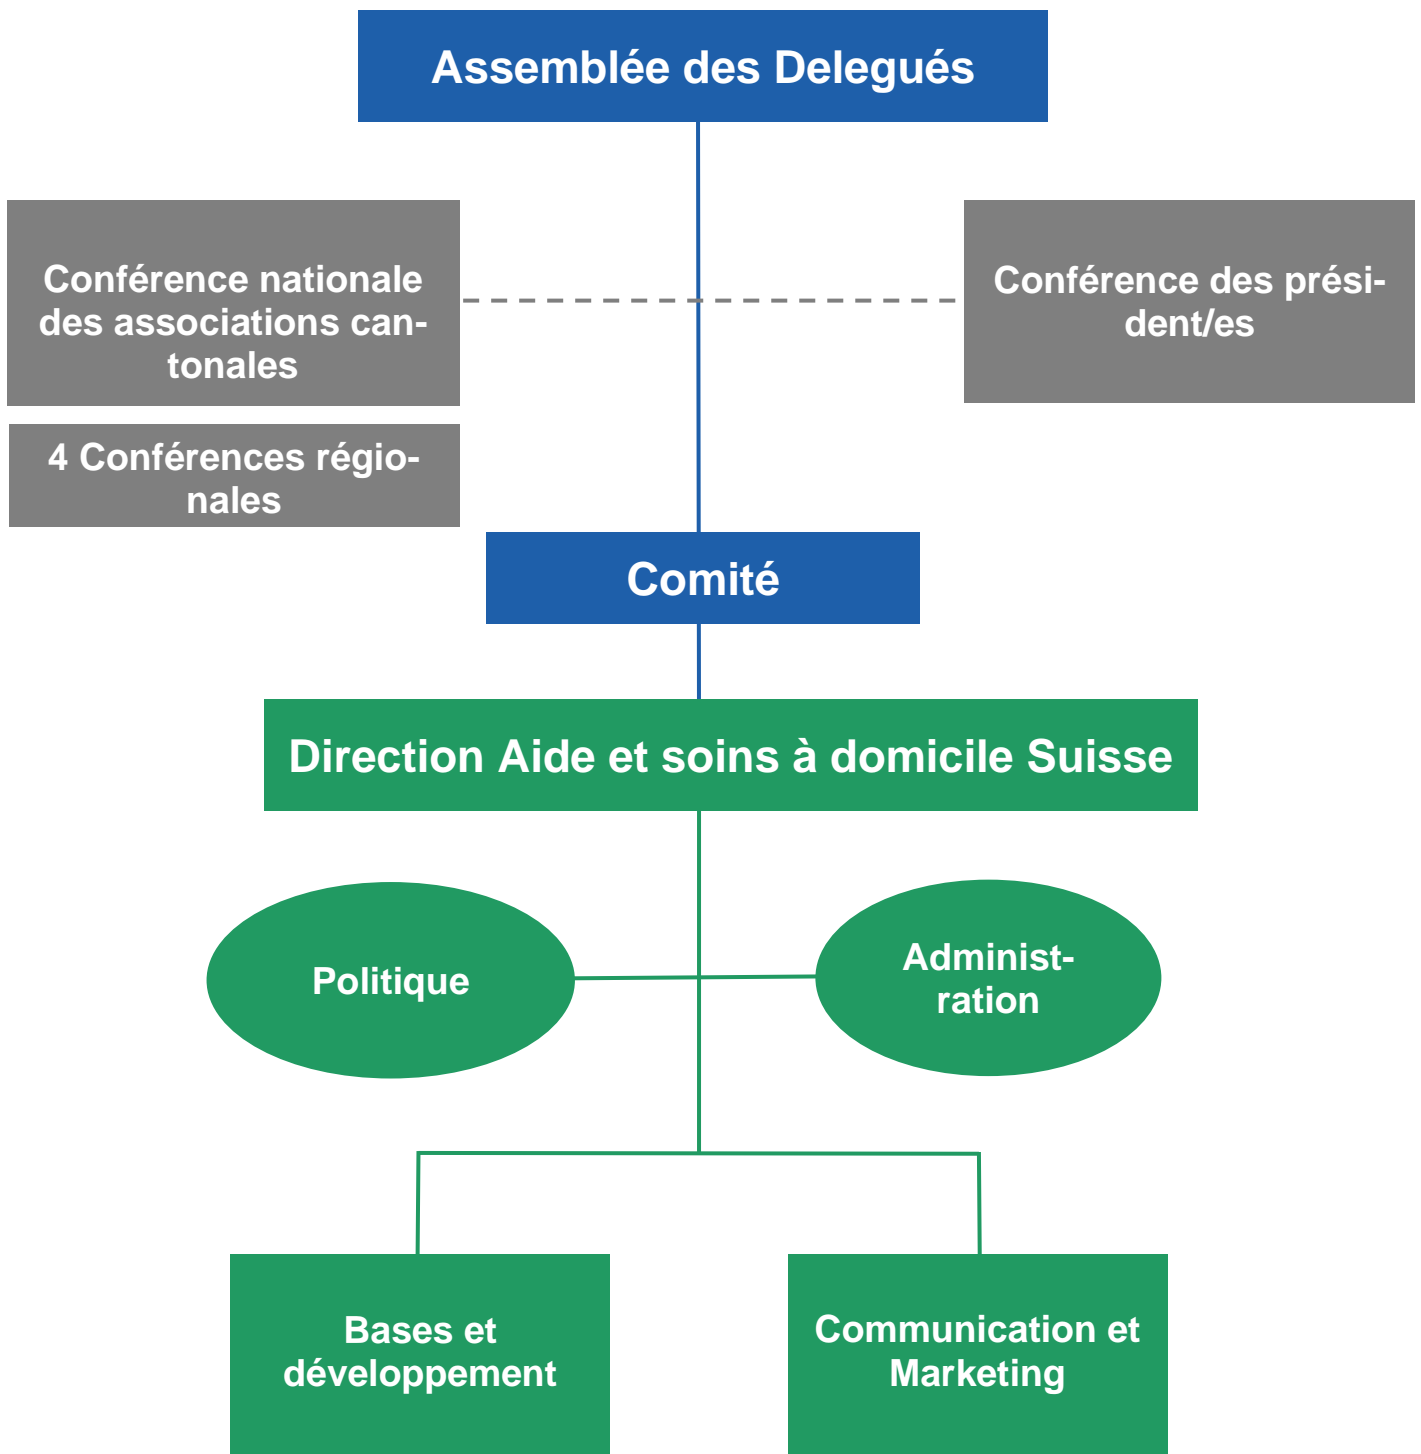 Assemblée des Delegués
Conférence nationale
des associations can-
tonales
Conférence des prési-
dent/es
4 Conférences régio-
nales
Comité
Direction Aide et soins à domicile Suisse
Politique
Administ-
ration
Bases et
développement
Communication et
Marketing